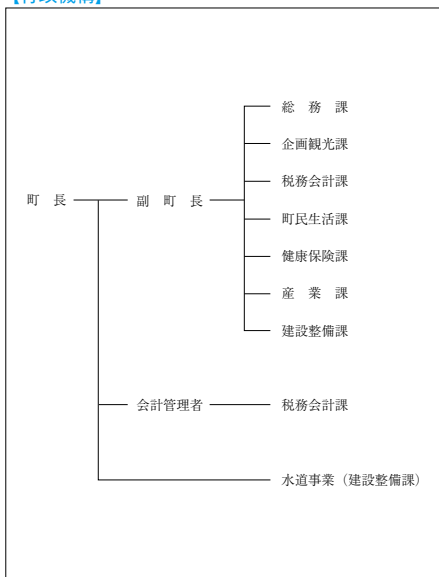 【行政機構】
総　務　課
企画観光課
税務会計課
町　長　副　町　長　町民生活課
健康保険課
産　業　課
建設整備課
会計管理者　税務会計課
水道事業（建設整備課）